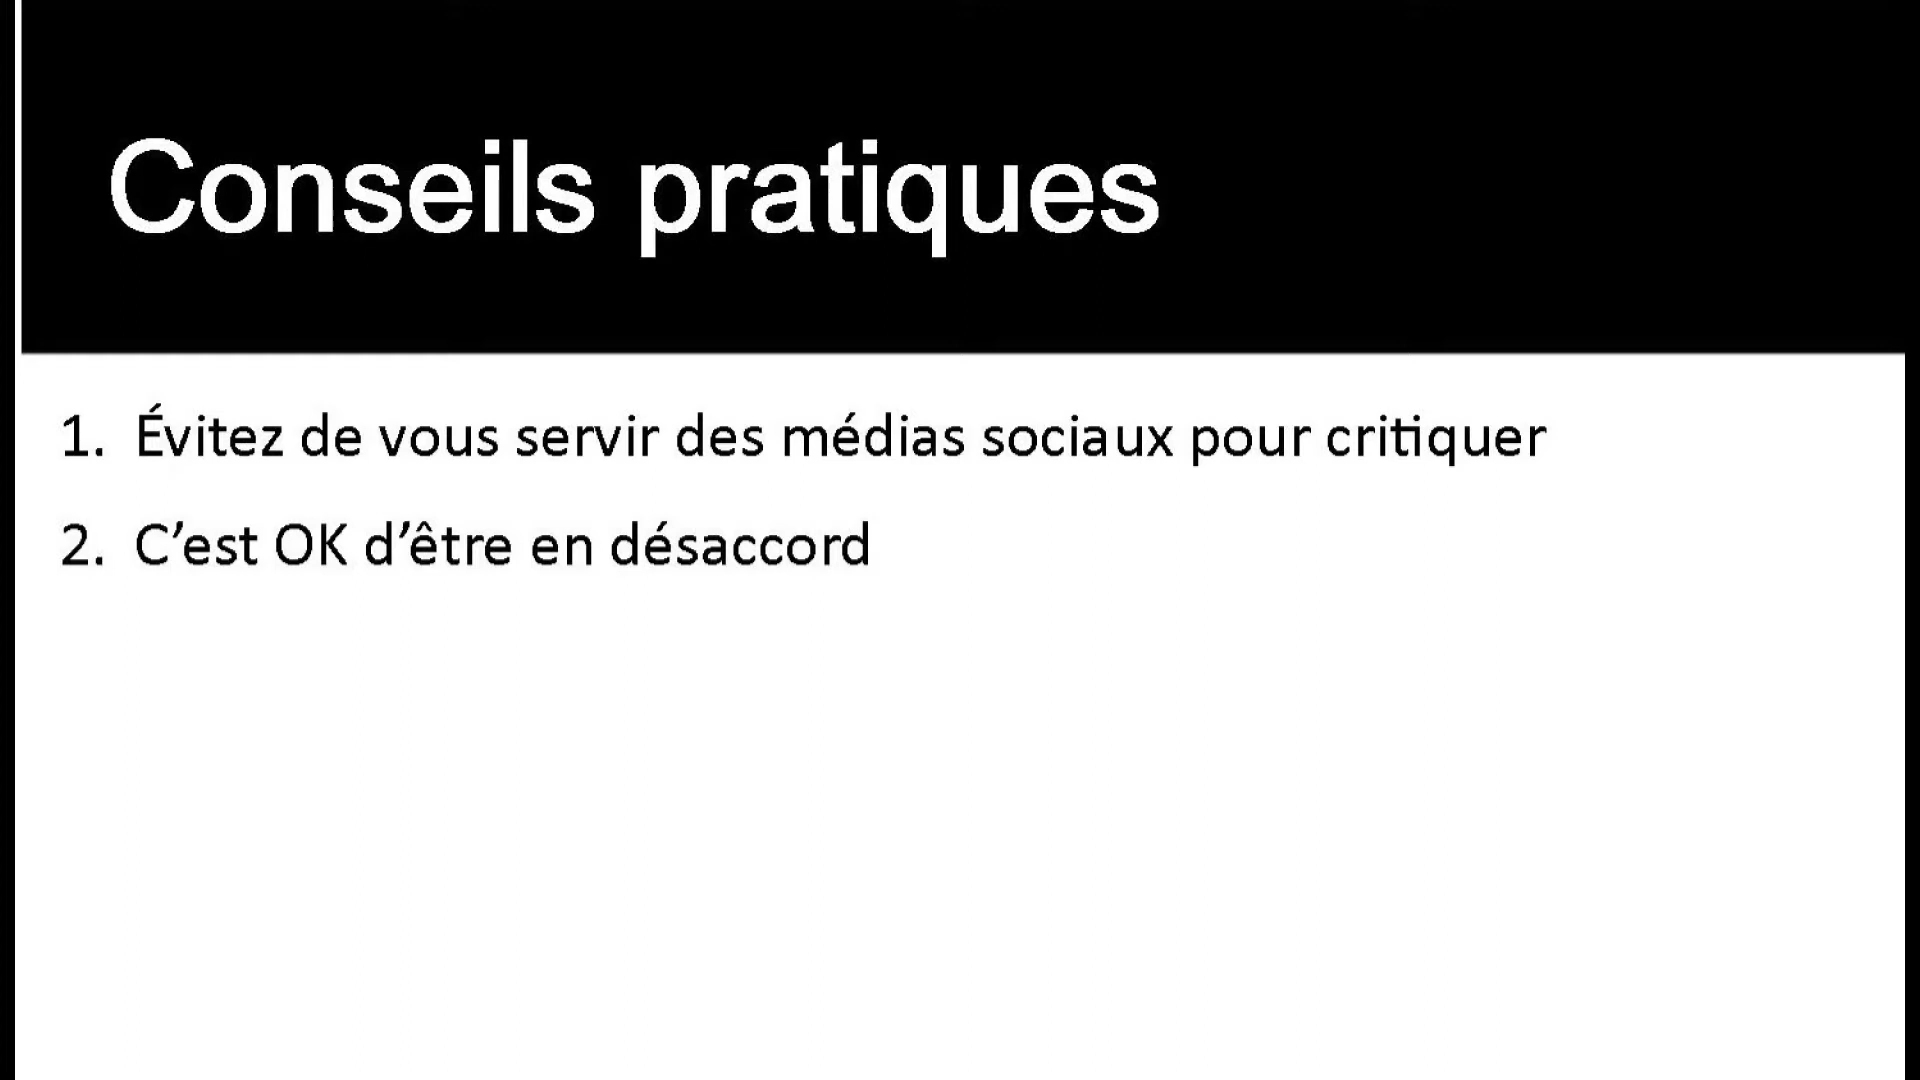 Conseils pratiques
1. Évitez de vous servir des médias sociaux pour critiquer
2. C’est OK d’être en désaccord